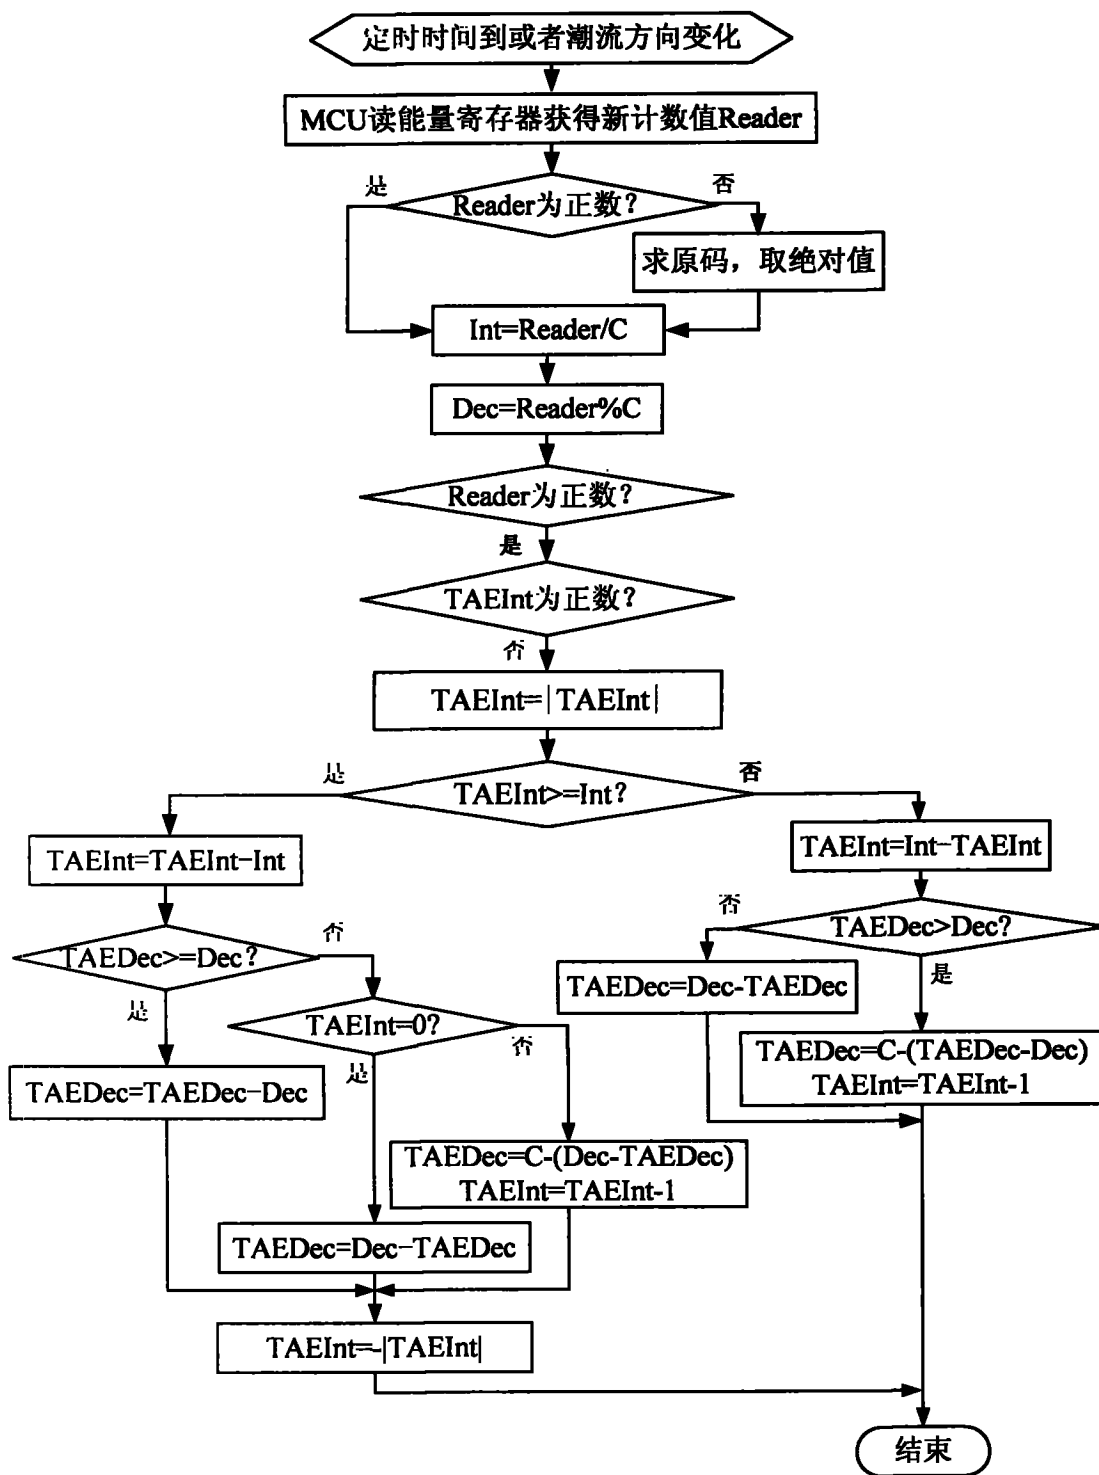 定时时间到或者潮流方向变化
MCU读能量寄存器获得新计数值Reader
是
否
Reader为正数?
求原码，取绝对值
Int=Reader/C
Dec=Reader%C
Reader为正数?
是
TAEInt为正数?
否
TAEInt=|TAEInt|
是
否
TAEInt>=Int?
TAEInt=TAEInt-Int
TAEInt=Int-TAEInt
否
否
TAEDec>=Dec?
TAEDec>Dec?
是
是
TAEDec=Dec-TAEDec
TAEInt=0?
否
是
TAEDec=TAEDec-Dec
TAEDec=C-(TAEDec-Dec)
TAEInt=TAEInt-1
TAEDec=C-(Dec-TAEDec)
TAEInt=TAEInt-1
TAEDec=Dec-TAEDec
TAEInt=-|TAEInt|
结束